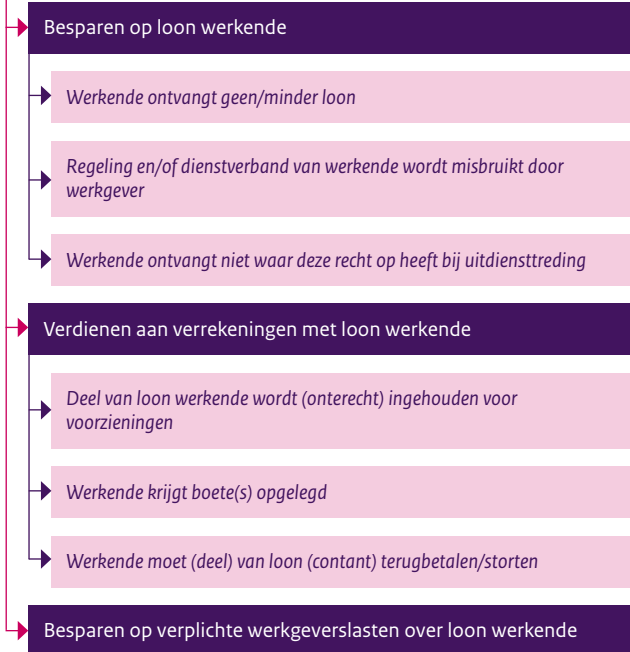 Besparen op loon werkende
Werkende ontvangt geen/minder loon
Regeling en/of dienstverband van werkende wordt misbruikt door
werkgever
Werkende ontvangt niet waar deze recht op heeft bij uitdiensttreding
Verdienen aan verrekeningen met loon werkende
Deel van loon werkende wordt (onterecht) ingehouden voor
voorzieningen
Werkende krijgt boete(s) opgelegd
Werkende moet (deel) van loon (contant) terugbetalen/storten
Besparen op verplichte werkgeverslasten over loon werkende